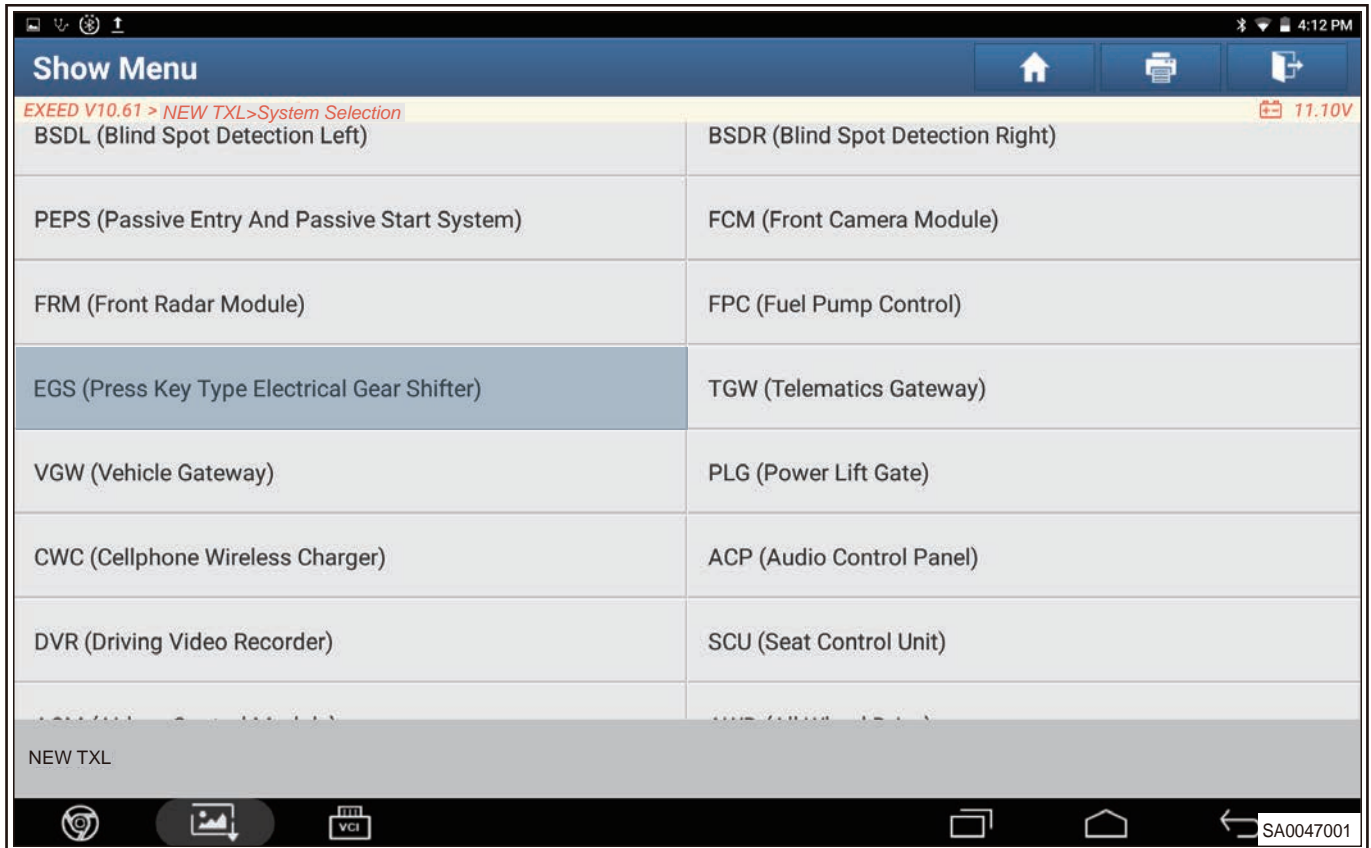 4:12 PM
Show Menu
EXEED V10.61 > NEW TXL>System Selection
11.10V
BSDL (Blind Spot Detection Left)
BSDR (Blind Spot Detection Right)
PEPS (Passive Entry And Passive Start System)
FCM (Front Camera Module)
FRM (Front Radar Module)
FPC (Fuel Pump Control)
EGS (Press Key Type Electrical Gear Shifter)
TGW (Telematics Gateway)
VGW (Vehicle Gateway)
PLG (Power Lift Gate)
CWC (Cellphone Wireless Charger)
ACP (Audio Control Panel)
DVR (Driving Video Recorder)
SCU (Seat Control Unit)
NEW TXL
VCI
SA0047001